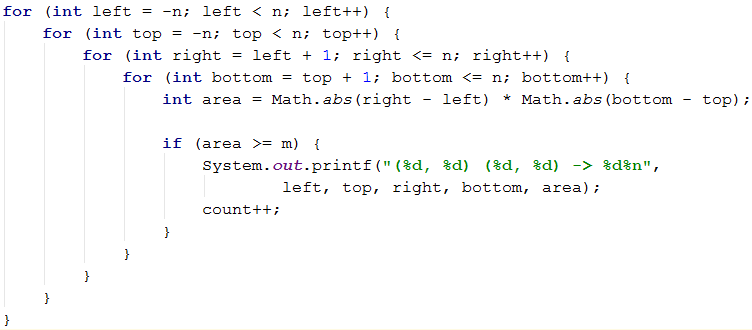 for (int left = -n; left < n; left++) {
    for (int top = -n; top < n; top++) {
        for (int right = left + 1; right <= n; right++) {
            for (int bottom = top + 1; bottom <= n; bottom++) {
                int area = Math.abs(right - left) * Math.abs(bottom - top);

                if (area >= m) {
                    System.out.printf("(%d, %d) (%d, %d) -> %d%n",
                            left, top, right, bottom, area);
                    count++;
                }
            }
        }
    }
}